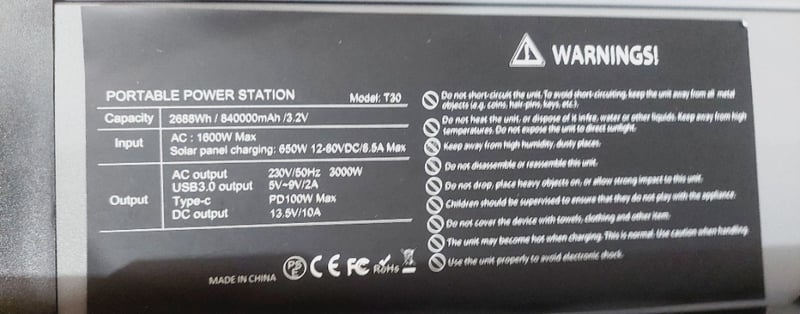 PORTABLE POWER STATION Model: T30
Capacity 2688Wh / 840000mAh /3.2V
Input AC : 1600W Max
Solar panel charging: 650W 12-80VDC/8.5A Max
Output AC output 230V/50Hz 3000W
USB3.0 output 5V~9V/2A
Type-c PD100W Max
DC output 13.5V/10A
MADE IN CHINA PS E CE FC RoHs
WARNINGS!
Do not short-circuit the unit. To avoid short-circuiting, keep the unit away from all metal
objects (e.g. coins, hair-pins, keys, etc.).
Do not heat the unit, or dispose of it infire, water or other liquids. Keep away from high
temperatures. Do not expose the unit to direct sunlight.
Keep away from high humidity, dusty places.
Do not disassemble or reassemble this unit.
Do not drop, place heavy objects on, or allow strong impact to this unit.
Children should be supervised to ensure that they do not play with the appliance.
Do not cover the device with towels, clothing and other item.
The unit may become hot when charging. This is normal. Use caution when handling.
Use the unit properly to avoid electronic shock.